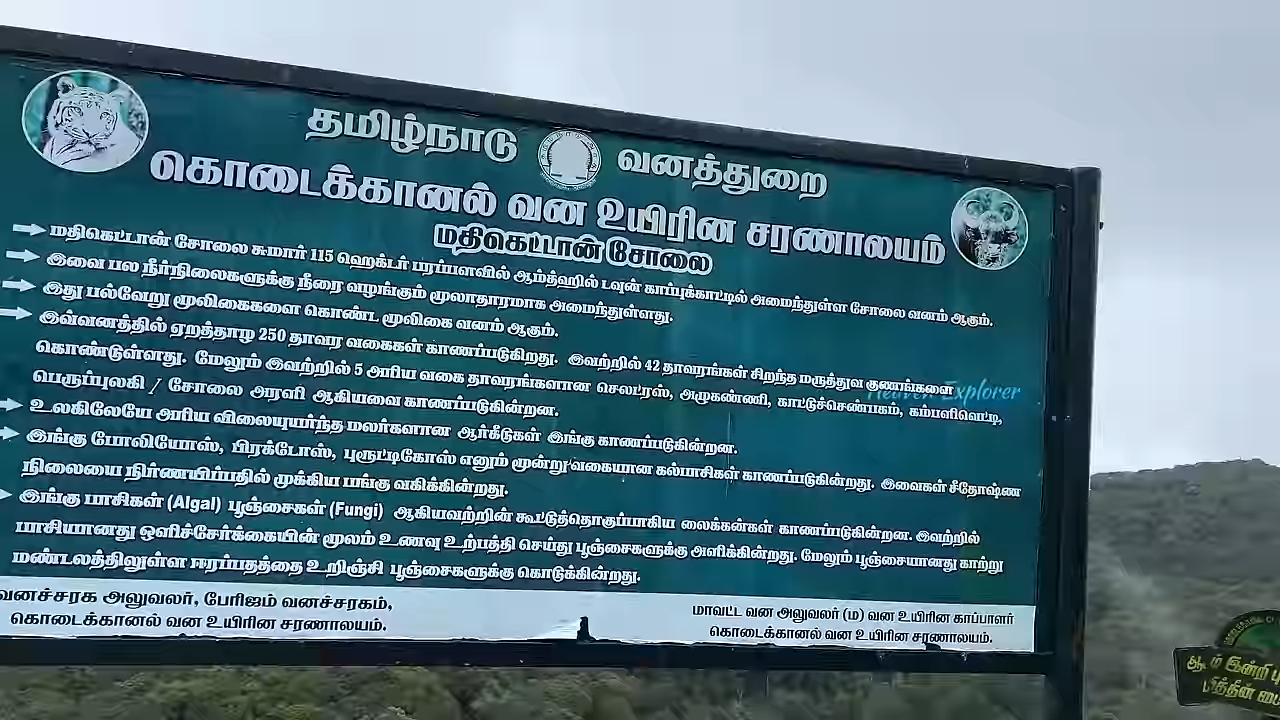 தமிழ்நாடு வனத்துறை
கொடைக்கானல் வன உயிரின சரணாலயம்
மதிகெட்டான் சோலை
மதிகெட்டான் சோலை சுமார் 115 ஹெக்டர் பரப்பளவில் ஆம்த்ஹில் டவுன் காப்புக்காட்டில் அமைந்துள்ள சோலை வனம் ஆகும்.
இவை பல நீர்நிலைகளுக்கு நீரை வழங்கும் மூலாதாரமாக அமைந்துள்ளது.
இது பல்வேறு மூலிகைகளை கொண்ட மூலிகை வனம் ஆகும்.
இவ்வனத்தில் ஏறத்தாழ 250 தாவர வகைகள் காணப்படுகிறது. இவற்றில் 42 தாவரங்கள் சிறந்த மருத்துவ குணங்களை
கொண்டுள்ளது. மேலும் இவற்றில் 5 அரிய வகை தாவரங்களான செலட்ரஸ், அழுகண்ணி, காட்டுச்செண்பகம், கம்பளிவெட்டி,
பெருப்புலகி / சோலை அரளி ஆகியவை காணப்படுகின்றன.
உலகிலேயே அரிய விலையுயர்ந்த மலர்களான ஆர்கீடுகள் இங்கு காணப்படுகின்றன.
இங்கு போலியோஸ், பிரக்டோஸ், புருட்டிகோஸ் எனும் மூன்று வகையான கல்பாசிகள் காணப்படுகின்றது. இவைகள் சீதோஷ்ண
நிலையை நிர்ணயிப்பதில் முக்கிய பங்கு வகிக்கின்றது.
இங்கு பாசிகள் (Algal) பூஞ்சைகள் (Fungi) ஆகியவற்றின் கூட்டுத்தொகுப்பாகிய லைக்கன்கள் காணப்படுகின்றன. இவற்றில்
பாசியானது ஒளிச்சேர்க்கையின் மூலம் உணவு உற்பத்தி செய்து பூஞ்சைகளுக்கு அளிக்கின்றது. மேலும் பூஞ்சையானது காற்று
மண்டலத்திலுள்ள ஈரப்பதத்தை உறிஞ்சி பூஞ்சைகளுக்கு கொடுக்கின்றது.
வனச்சரக அலுவலர், பேரிஜம் வனச்சரகம்,
கொடைக்கானல் வன உயிரின சரணாலயம்.
மாவட்ட வன அலுவலர் (ம) வன உயிரின காப்பாளர்
கொடைக்கானல் வன உயிரின சரணாலயம்.
Heaven Explorer
இன்றி